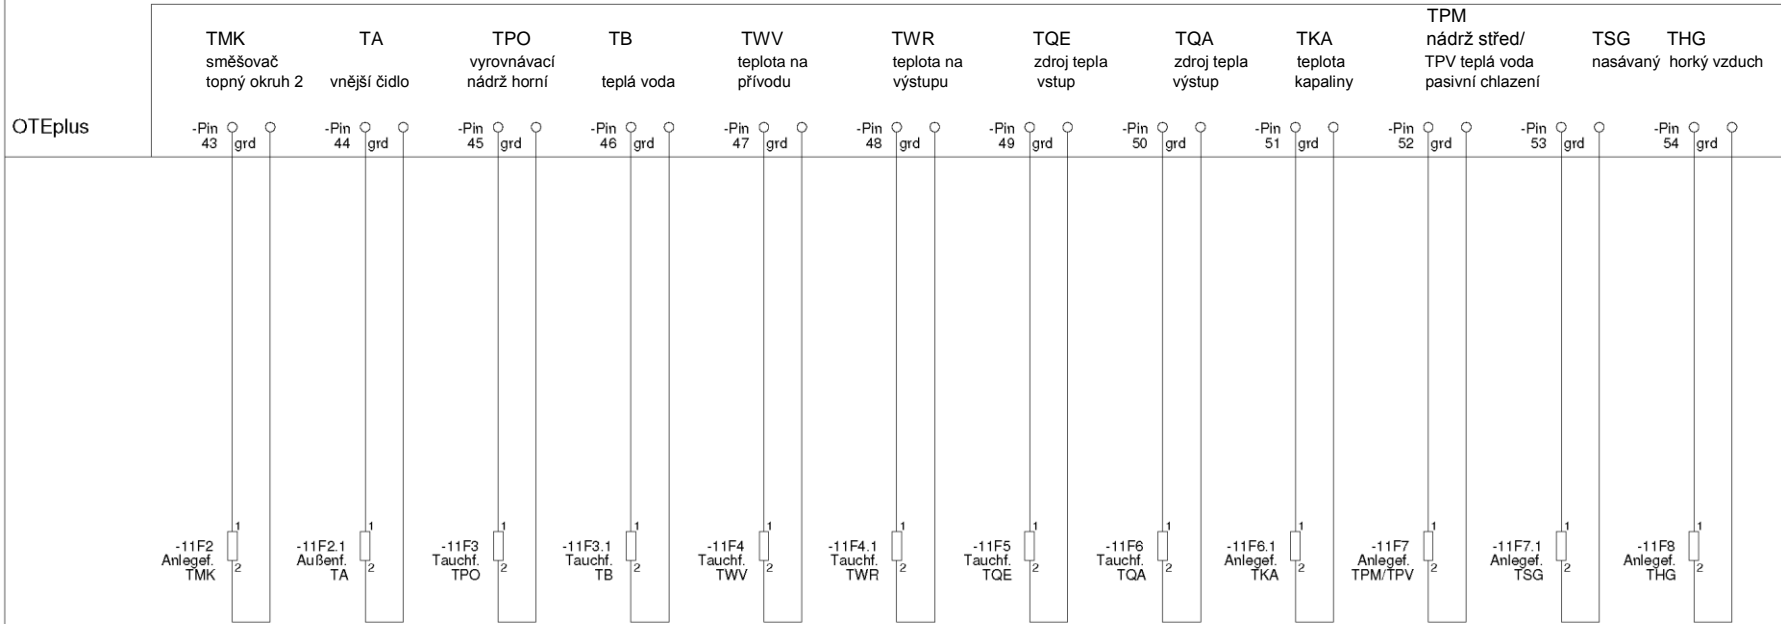 TPM
TMK TA TPO TB TWV TWR TQE TQA TKA nádrž střed/ TSG THG
směšovač vyrovnávací teplota na teplota na zdroj tepla zdroj tepla teplota TPV teplá voda nasávaný horký vzduch
topný okruh 2 vnější čidlo nádrž horní teplá voda přívodu výstupu vstup výstup kapaliny pasivní chlazení
OTEplus -Pin -Pin -Pin -Pin -Pin -Pin -Pin -Pin -Pin -Pin -Pin -Pin
43 grd 44 grd 45 grd 46 grd 47 grd 48 grd 49 grd 50 grd 51 grd 52 grd 53 grd 54 grd
1 1 1 1 1 1 1 1 1 1 1 1
-11F2 -11F2.1 -11F3 -11F3.1 -11F4 -11F4.1 -11F5 -11F6 -11F6.1 -11F7 -11F7.1 -11F8
Anlegef. Außenf. Tauchf. Tauchf. Tauchf. Tauchf. Tauchf. Tauchf. Anlegef. Anlegef. Anlegef. Anlegef.
2 2 2 2 2 2 2 2 2 2 2 2
TMK TA TPO TB TWV TWR TQE TQA TKA TPM/TPV TSG THG